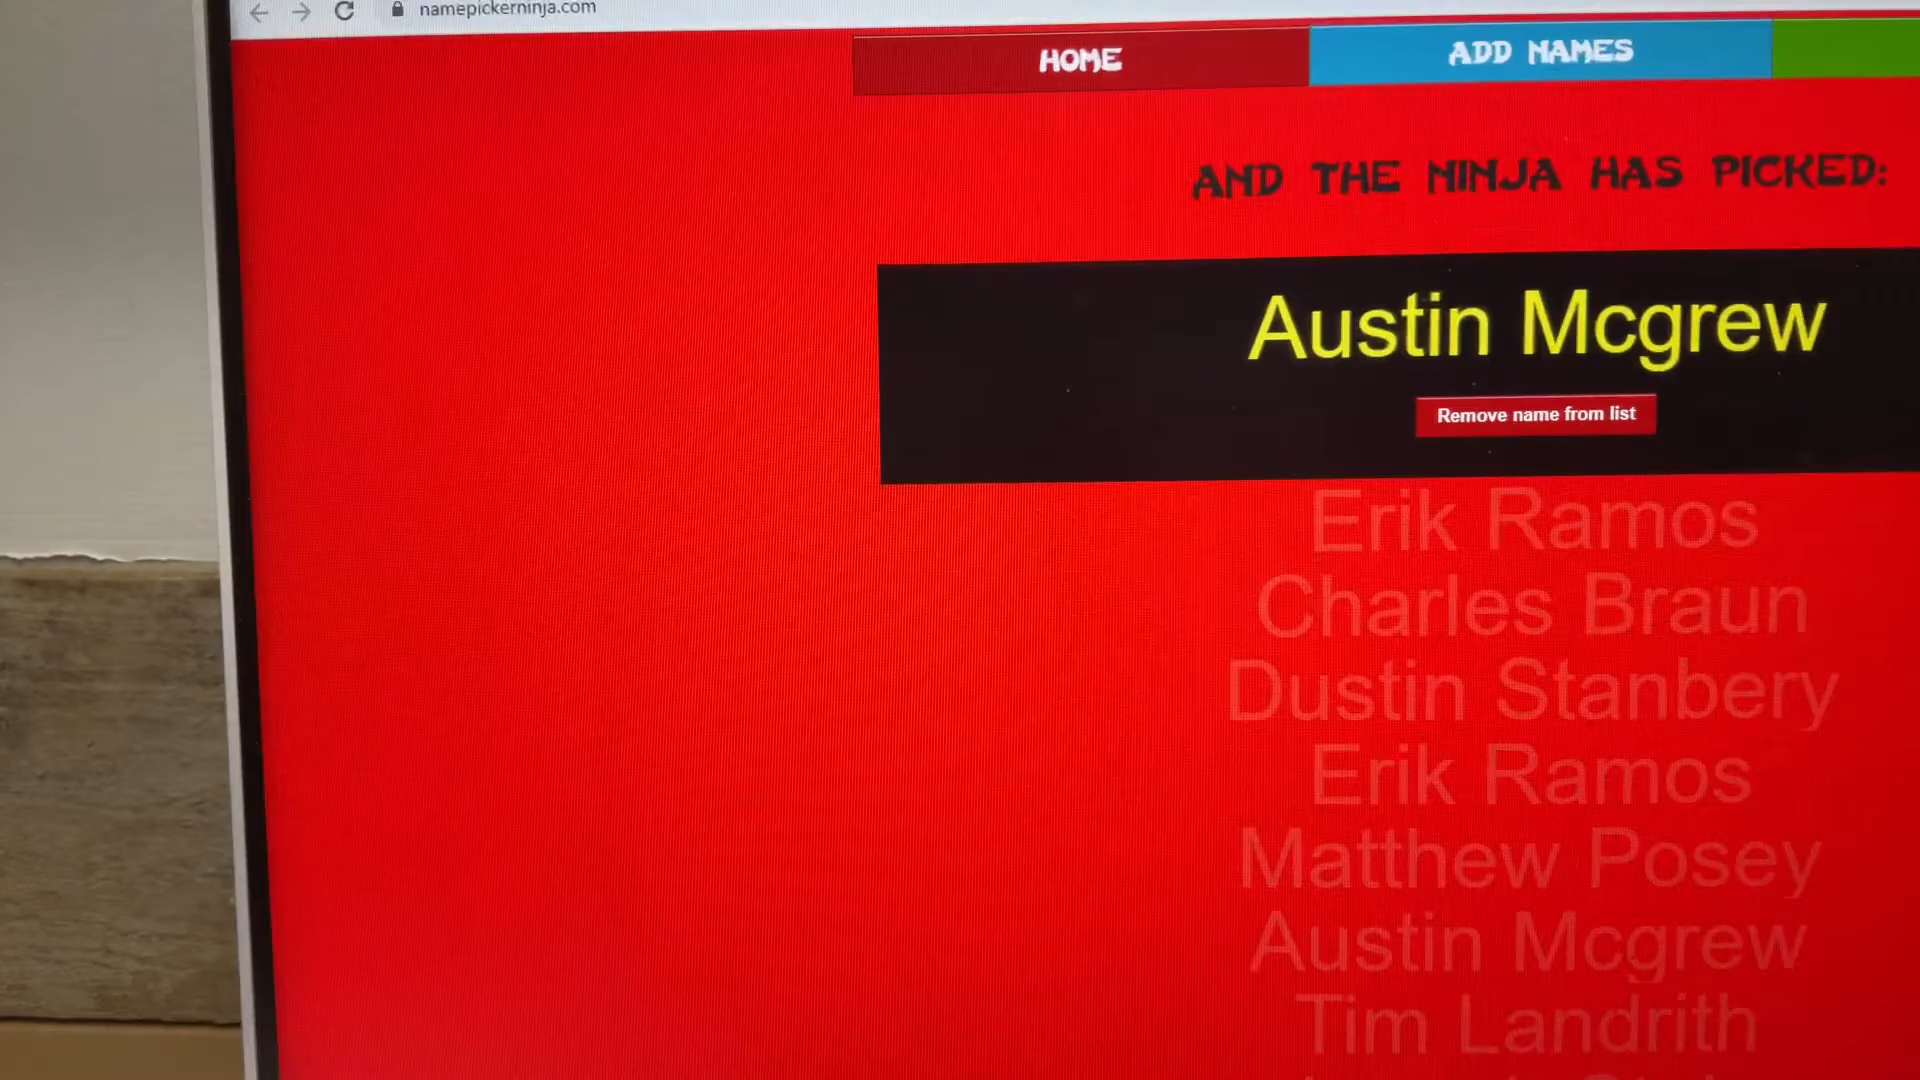 namepickerninja.com
HOME
ADD NAMES
AND THE NINJA HAS PICKED:
Austin Mcgrew
Remove name from list
Erik Ramos
Charles Braun
Dustin Stanbery
Erik Ramos
Matthew Posey
Austin Mcgrew
Tim Landrith